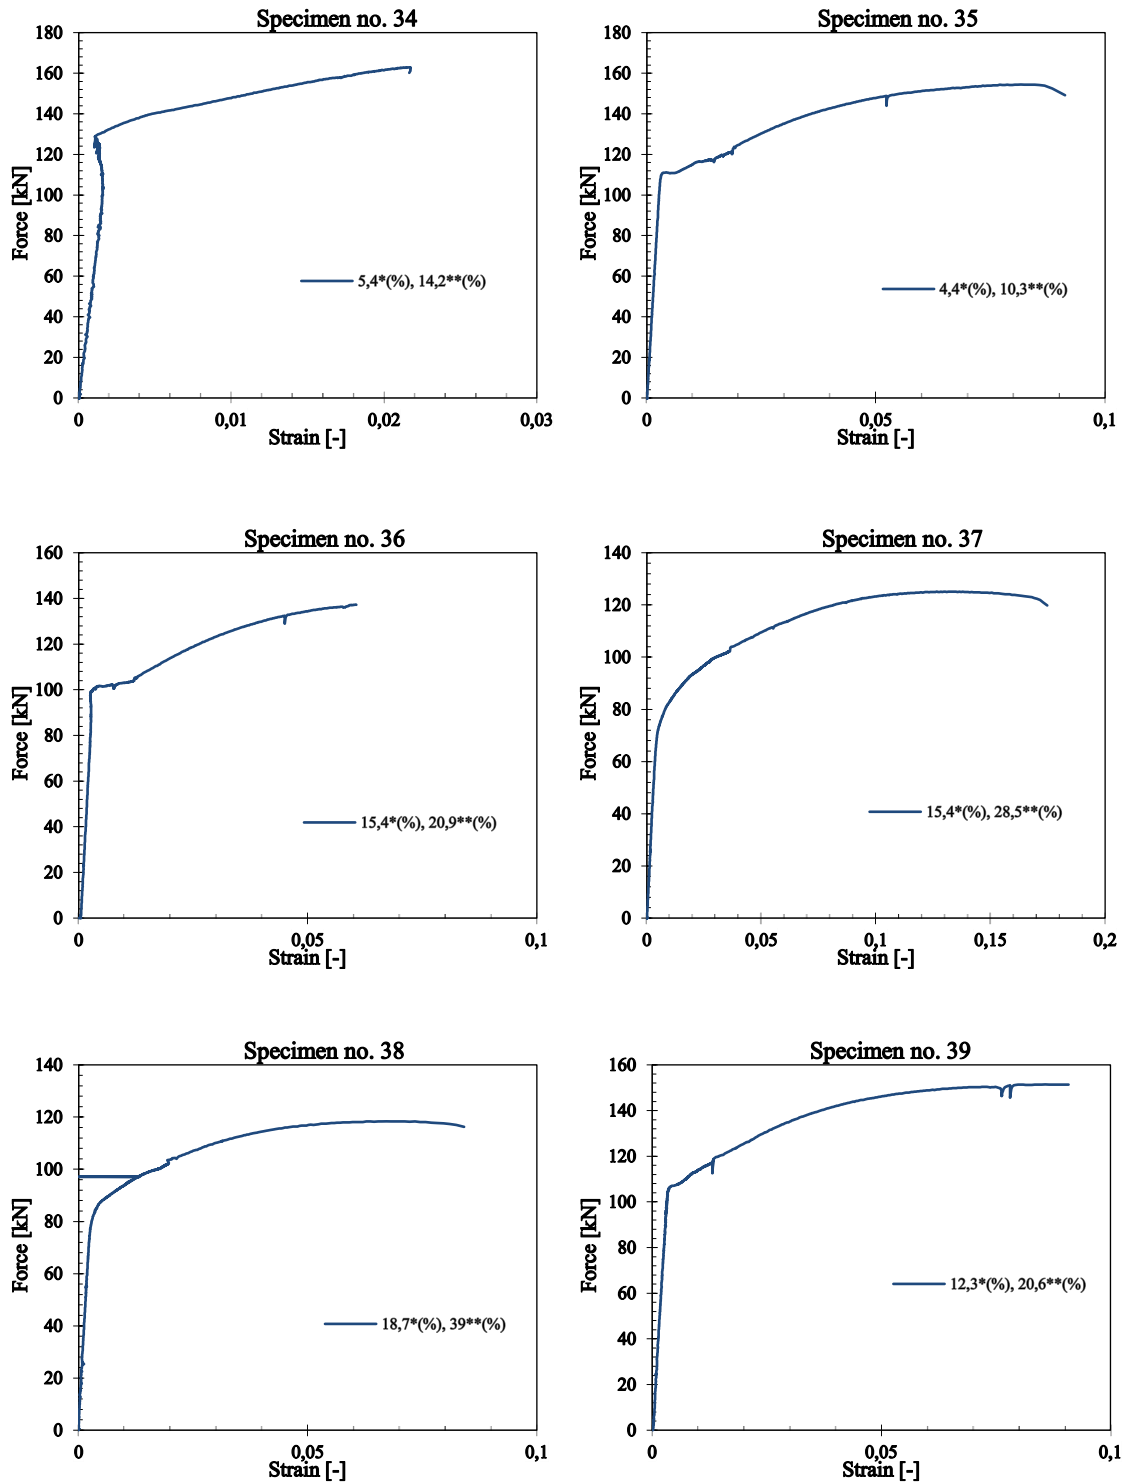 Specimen no. 34
180
160
140
120
100
80
60
40
20
0
Force [kN]
5,4*(%), 14,2**(%)
0 0,01 0,02 0,03
Strain [-]
Specimen no. 35
180
160
140
120
100
80
60
40
20
0
Force [kN]
4,4*(%), 10,3**(%)
0 0,05 0,1
Strain [-]
Specimen no. 36
160
140
120
100
80
60
40
20
0
Force [kN]
15,4*(%), 20,9**(%)
0 0,05 0,1
Strain [-]
Specimen no. 37
140
120
100
80
60
40
20
0
Force [kN]
15,4*(%), 28,5**(%)
0 0,05 0,1 0,15 0,2
Strain [-]
Specimen no. 38
140
120
100
80
60
40
20
0
Force [kN]
18,7*(%), 39**(%)
0 0,05 0,1
Strain [-]
Specimen no. 39
160
140
120
100
80
60
40
20
0
Force [kN]
12,3*(%), 20,6**(%)
0 0,05 0,1
Strain [-]